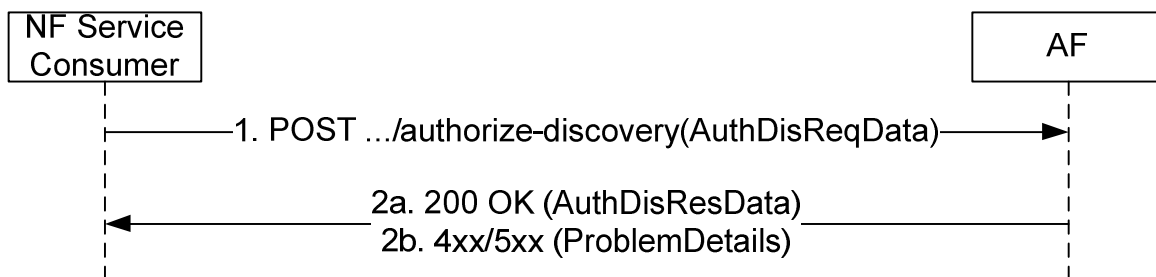 NF Service
Consumer
AF
1. POST .../authorize-discovery(AuthDisReqData)
2a. 200 OK (AuthDisResData)
2b. 4xx/5xx (ProblemDetails)